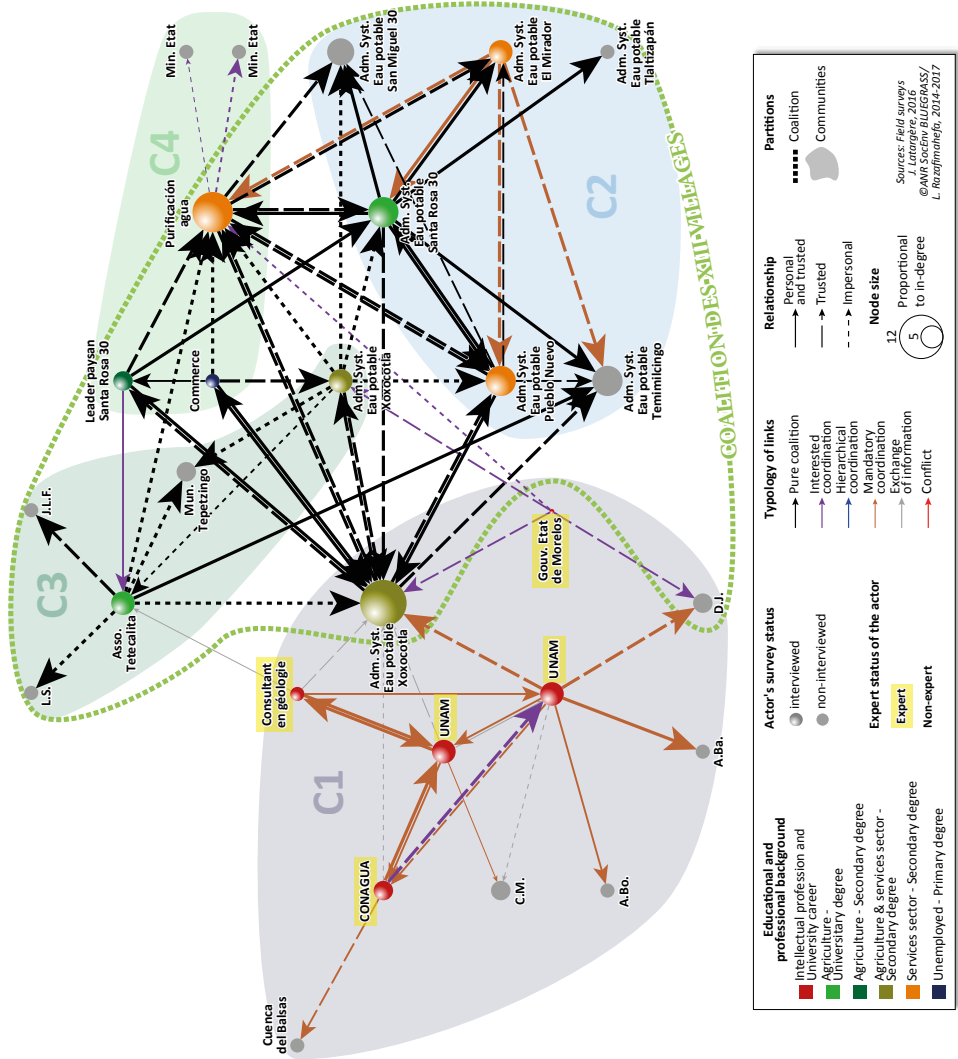 Cuenca
del Balsas
CONAGUA
C.M.
A.Bo.
C1
Consultant
en géologie
UNAM
UNAM
A.Ba.
L.S.
C3
Asso.
Tetecalita
J.L.F.
Mun.
Tepetzingo
Adm. Syst.
Eau potable
Xoxocotla
Gouv. Etat
de Morelos
D.J.
Leader paysan
Santa Rosa 30
Commerce
Adm. Syst.
Eau potable
Xoxocotla
Adm. Syst.
Eau potable
Pueblo Nuevo
Adm. Syst.
Eau potable
Temimilcingo
C4
Purificación
agua
Adm. Syst.
Eau potable
Santa Rosa 30
C2
Min. Etat
Min. Etat
Adm. Syst.
Eau potable
San Miguel 30
Adm. Syst.
Eau potable
El Mirador
Adm. Syst.
Eau potable
Tlaltizapán
COALITION-DES-XIII-VILLAGES
Educational and
professional background
Intellectual profession and
University career
Agriculture -
Universitary degree
Agriculture - Secondary degree
Agriculture & services sector -
Secondary degree
Services sector - Secondary degree
Unemployed - Primary degree
Actor's survey status
interviewed
non-interviewed
Expert status of the actor
Expert
Non-expert
Typology of links
Pure coalition
Interested
coordination
Hierarchical
coordination
Mandatory
coordination
Exchange
of information
Conflict
Relationship
Personal
and trusted
Trusted
Impersonal
Node size
12
5
Proportional
to in-degree
Partitions
Coalition
Communities
Sources: Field surveys
J. Latargère, 2016
©ANR SocEnv BLUEGRASS/
L. Razafimahefa, 2014-2017